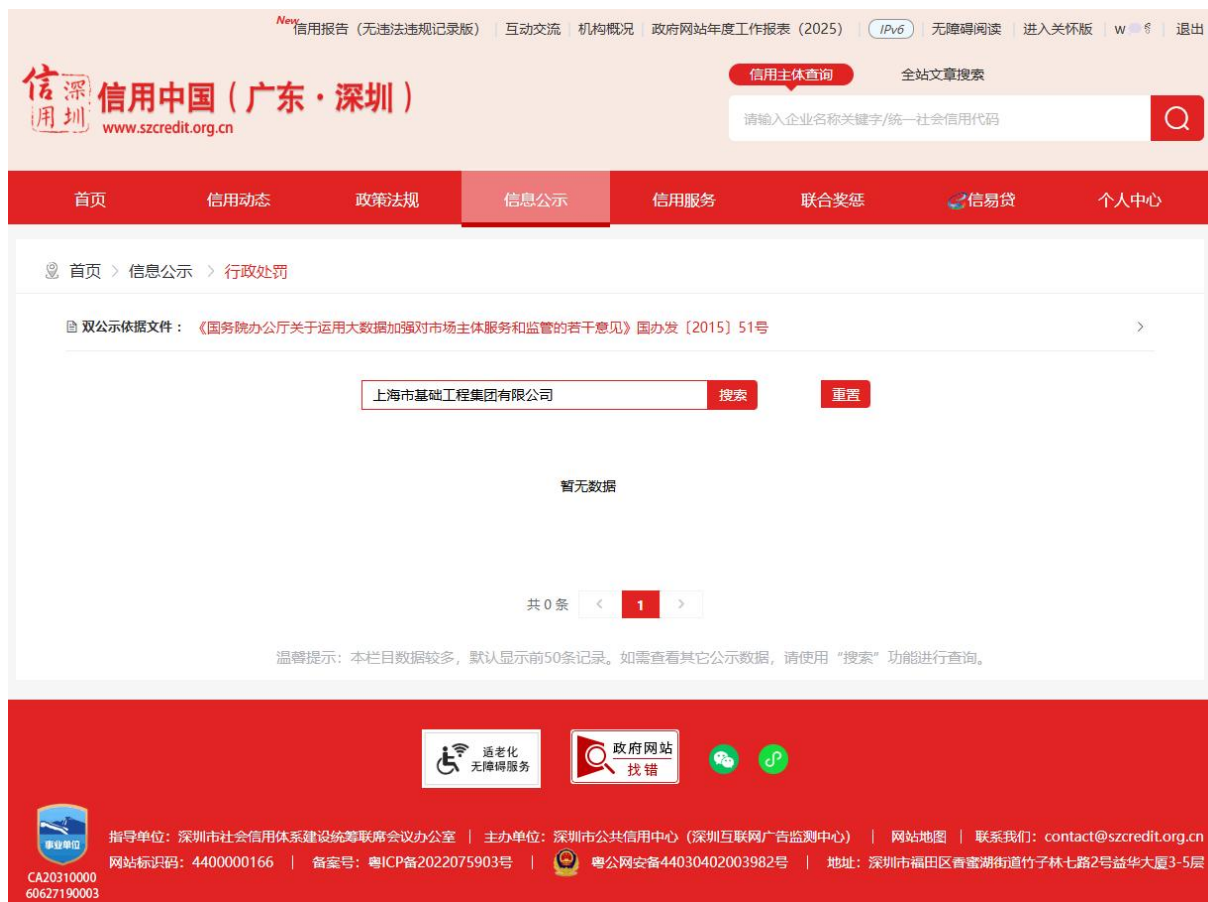 New
信用报告（无违法违规记录版） 互动交流 机构概况 政府网站年度工作报表（2025） IPv6 无障碍阅读 进入关怀版 w 退出
信用深圳
信用中国（广东·深圳）
www.szcredit.org.cn
信用主体查询 全站文章搜索
请输入企业名称关键字/统一社会信用代码
首页 信用动态 政策法规 信息公示 信用服务 联合奖惩 信易贷 个人中心
首页 > 信息公示 > 行政处罚
双公示依据文件： 《国务院办公厅关于运用大数据加强对市场主体服务和监管的若干意见》国办发〔2015〕51号 >
上海市基础工程集团有限公司 搜索 重置
暂无数据
共 0 条 < 1 >
温馨提示：本栏目数据较多，默认显示前50条记录。如需查看其它公示数据，请使用“搜索”功能进行查询。
适老化
无障碍服务
政府网站
找错
事业单位
CA20310000
60627190003
指导单位：深圳市社会信用体系建设统筹联席会议办公室 | 主办单位：深圳市公共信用中心（深圳互联网广告监测中心） | 网站地图 | 联系我们：contact@szcredit.org.cn
网站标识码：4400000166 | 备案号：粤ICP备2022075903号 | 粤公网安备44030402003982号 | 地址：深圳市福田区香蜜湖街道竹子林七路2号益华大厦3-5层